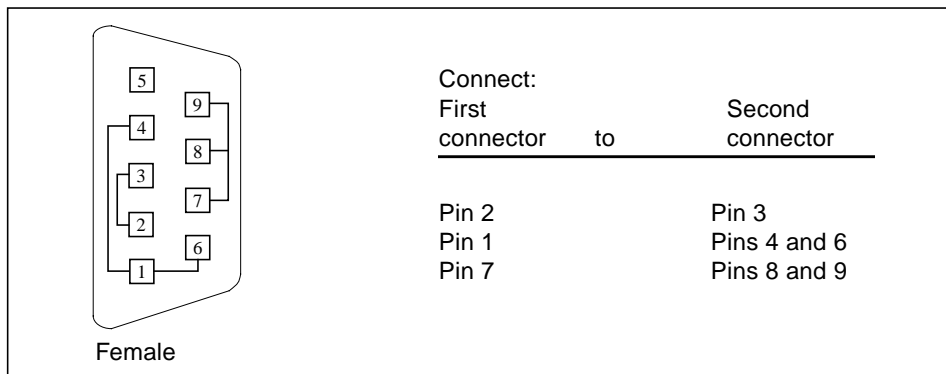 5
9
4
8
3
7
2
6
1
Female
Connect:
First Second
connector to connector
Pin 2 Pin 3
Pin 1 Pins 4 and 6
Pin 7 Pins 8 and 9